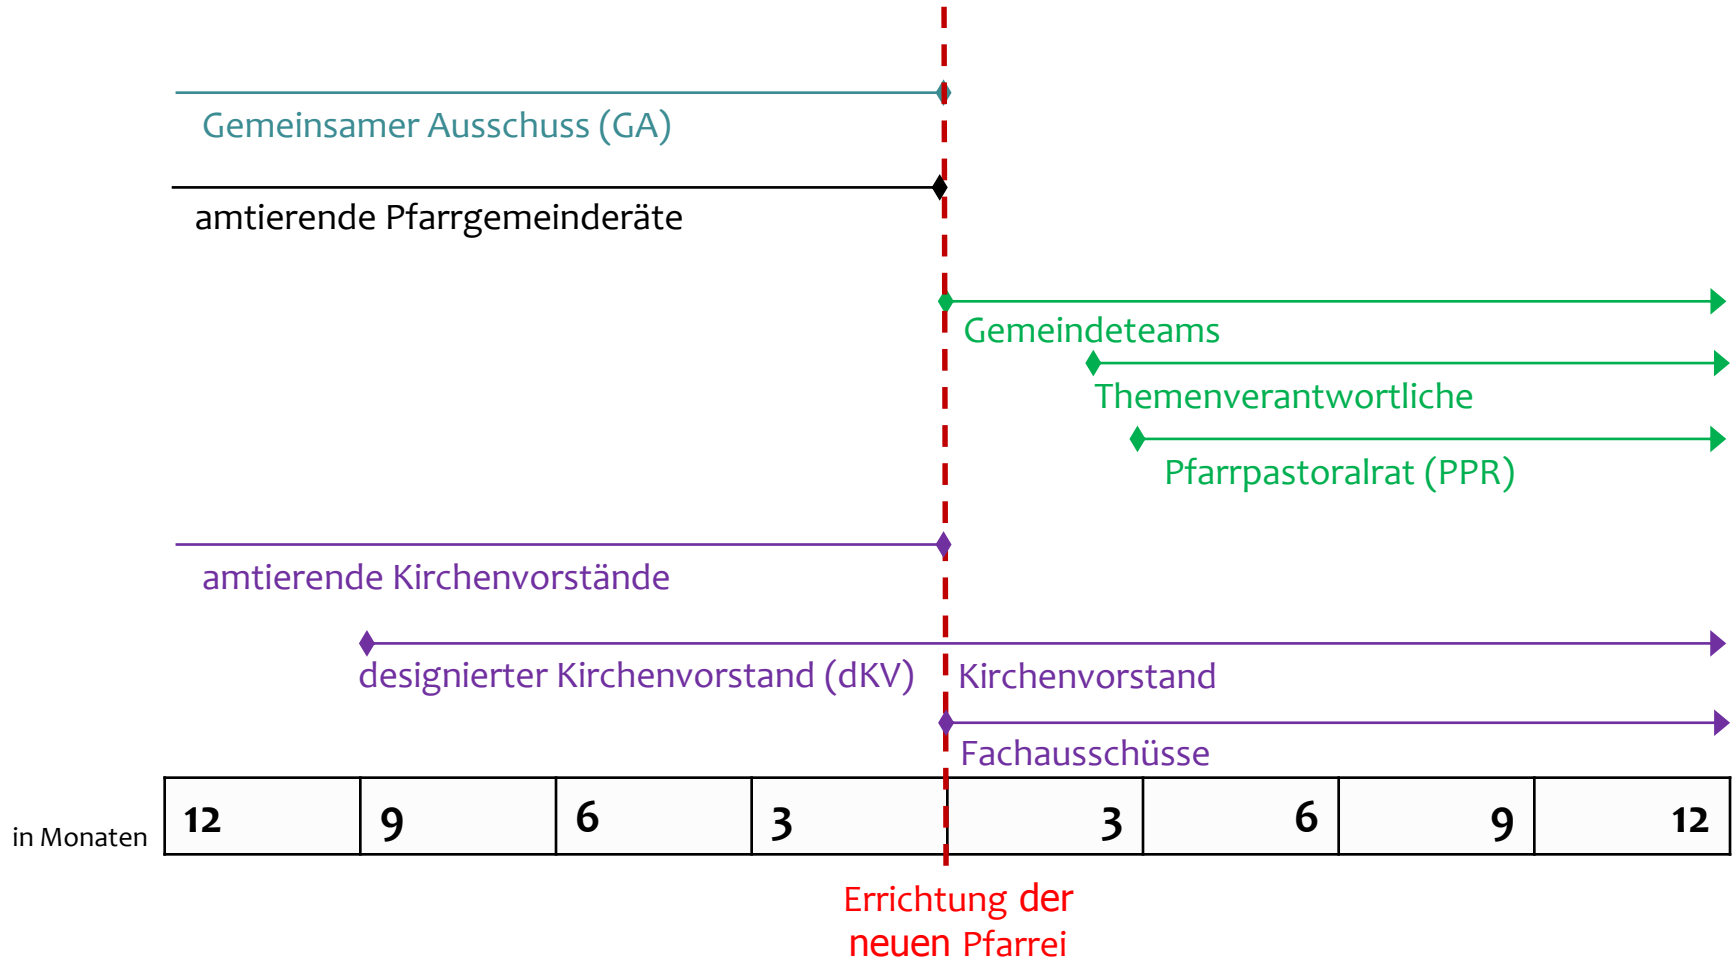 Gemeinsamer Ausschuss (GA)
amtierende Pfarrgemeinderäte
Gemeindeteams
Themenverantwortliche
Pfarrpastoralrat (PPR)
amtierende Kirchenvorstände
designierter Kirchenvorstand (dKV) Kirchenvorstand
Fachausschüsse
in Monaten 12 9 6 3 3 6 9 12
Errichtung der
neuen Pfarrei